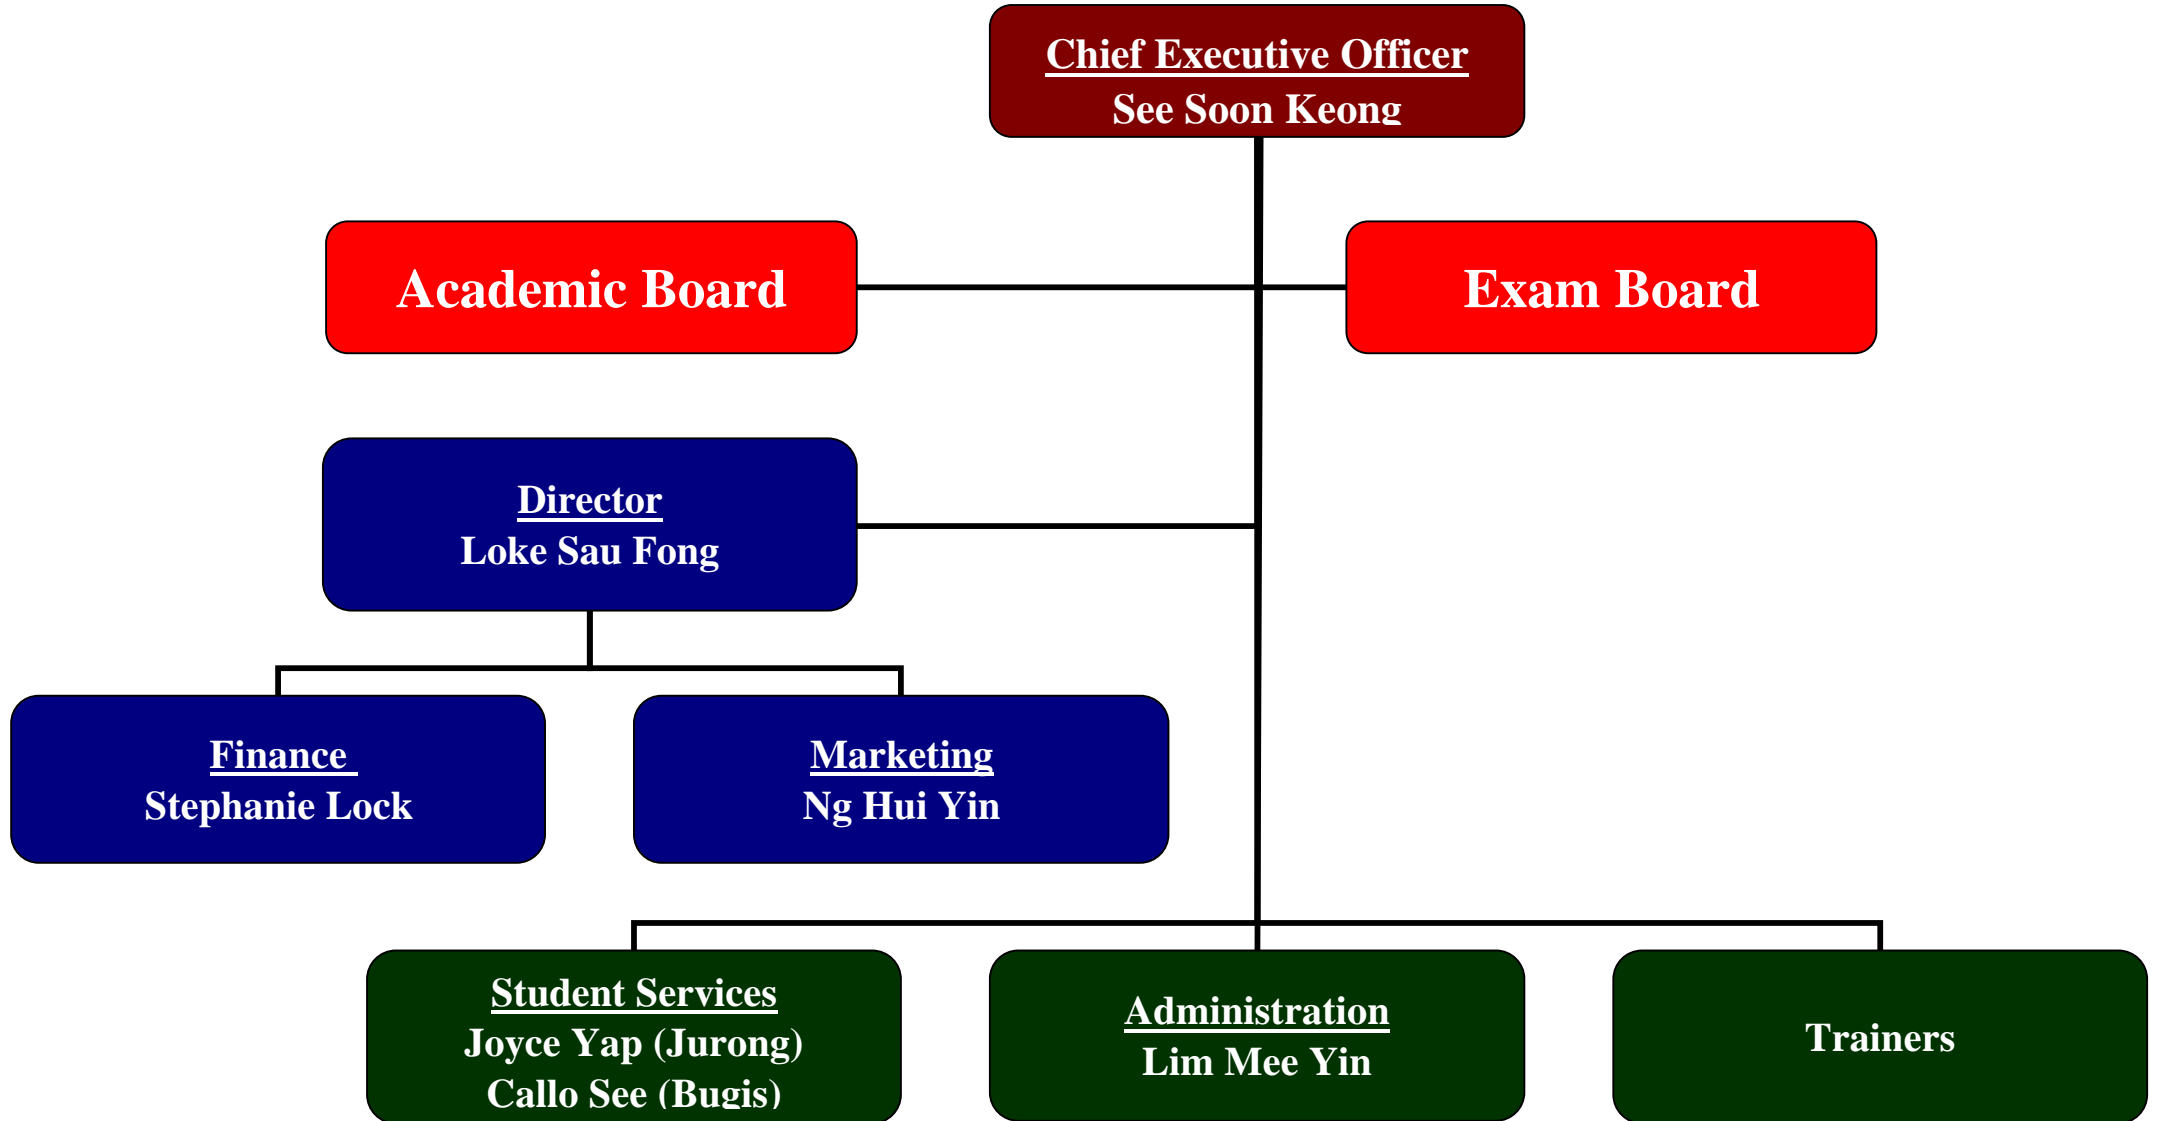 Chief Executive Officer
See Soon Keong
Academic Board
Exam Board
Director
Loke Sau Fong
Finance
Stephanie Lock
Marketing
Ng Hui Yin
Student Services
Joyce Yap (Jurong)
Callo See (Bugis)
Administration
Lim Mee Yin
Trainers